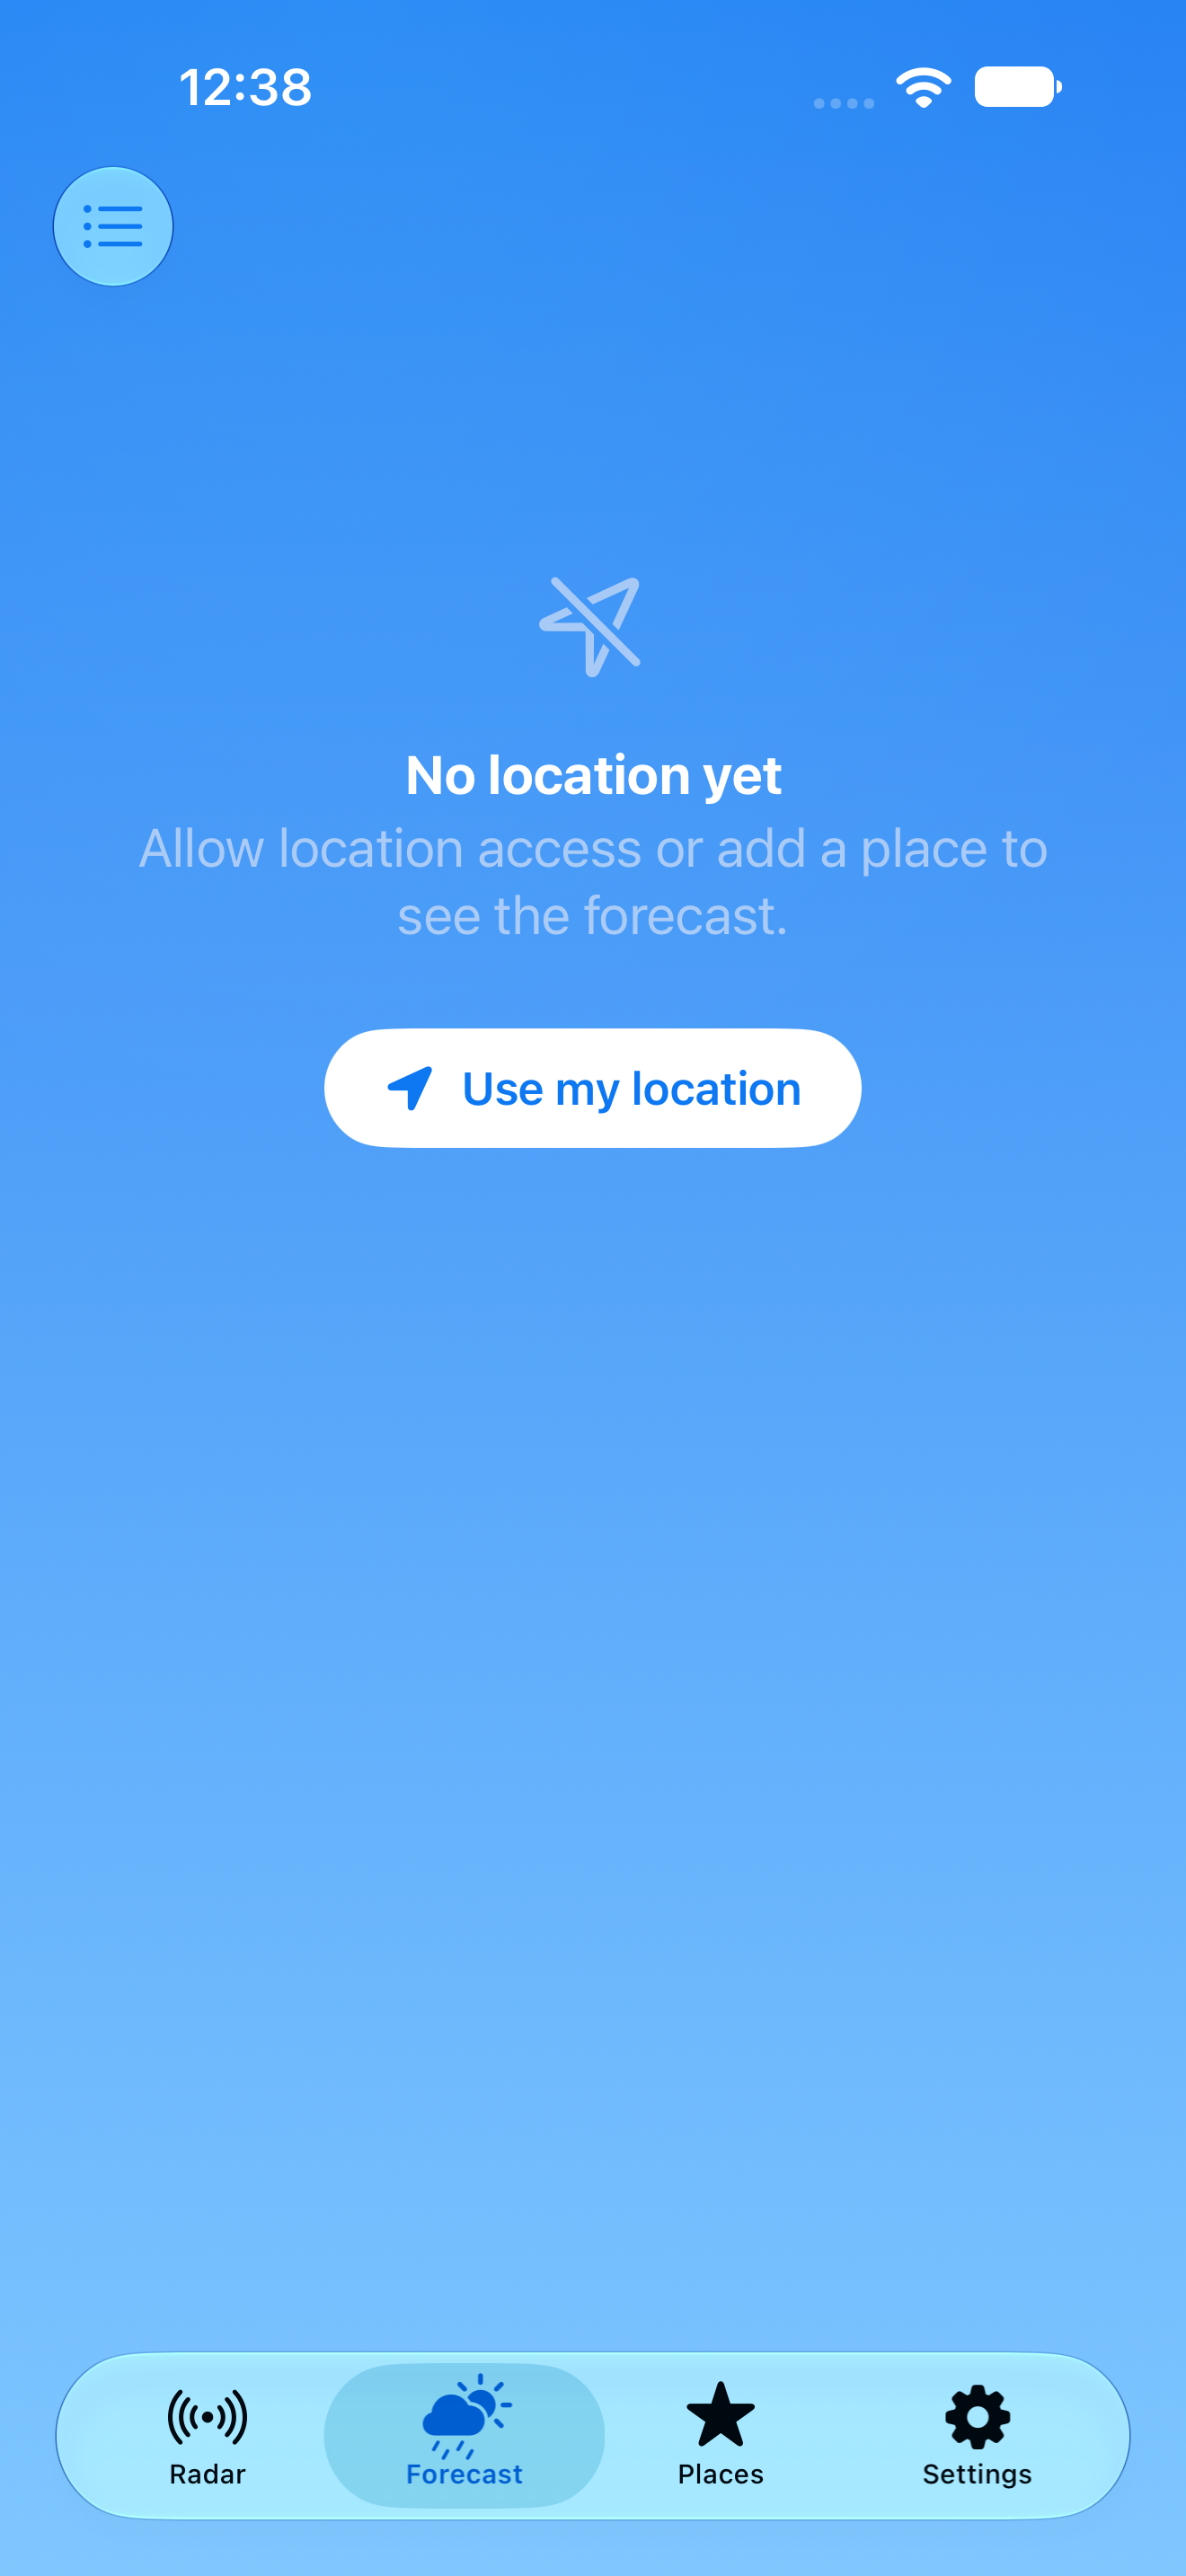 12:38
No location yet
Allow location access or add a place to
see the forecast.
Use my location
Radar
Forecast
Places
Settings